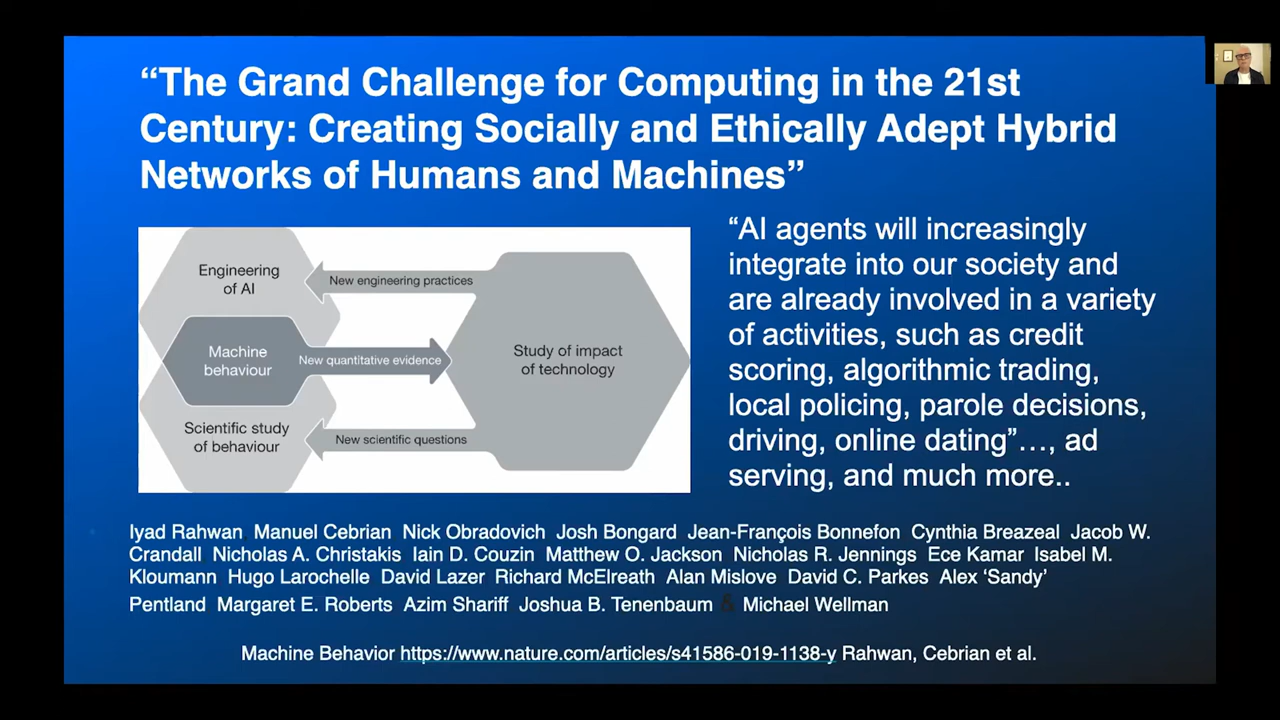 “The Grand Challenge for Computing in the 21st
Century: Creating Socially and Ethically Adept Hybrid
Networks of Humans and Machines”
Engineering
of AI
New engineering practices
Machine
behaviour
New quantitative evidence
Study of impact
of technology
Scientific study
of behaviour
New scientific questions
“AI agents will increasingly
integrate into our society and
are already involved in a variety
of activities, such as credit
scoring, algorithmic trading,
local policing, parole decisions,
driving, online dating”…, ad
serving, and much more..
Iyad Rahwan, Manuel Cebrian Nick Obradovich Josh Bongard Jean-François Bonnefon Cynthia Breazeal Jacob W.
Crandall Nicholas A. Christakis Iain D. Couzin Matthew O. Jackson Nicholas R. Jennings Ece Kamar Isabel M.
Kloumann Hugo Larochelle David Lazer Richard McElreath Alan Mislove David C. Parkes Alex ‘Sandy’
Pentland Margaret E. Roberts Azim Shariff Joshua B. Tenenbaum & Michael Wellman
Machine Behavior https://www.nature.com/articles/s41586-019-1138-y Rahwan, Cebrian et al.